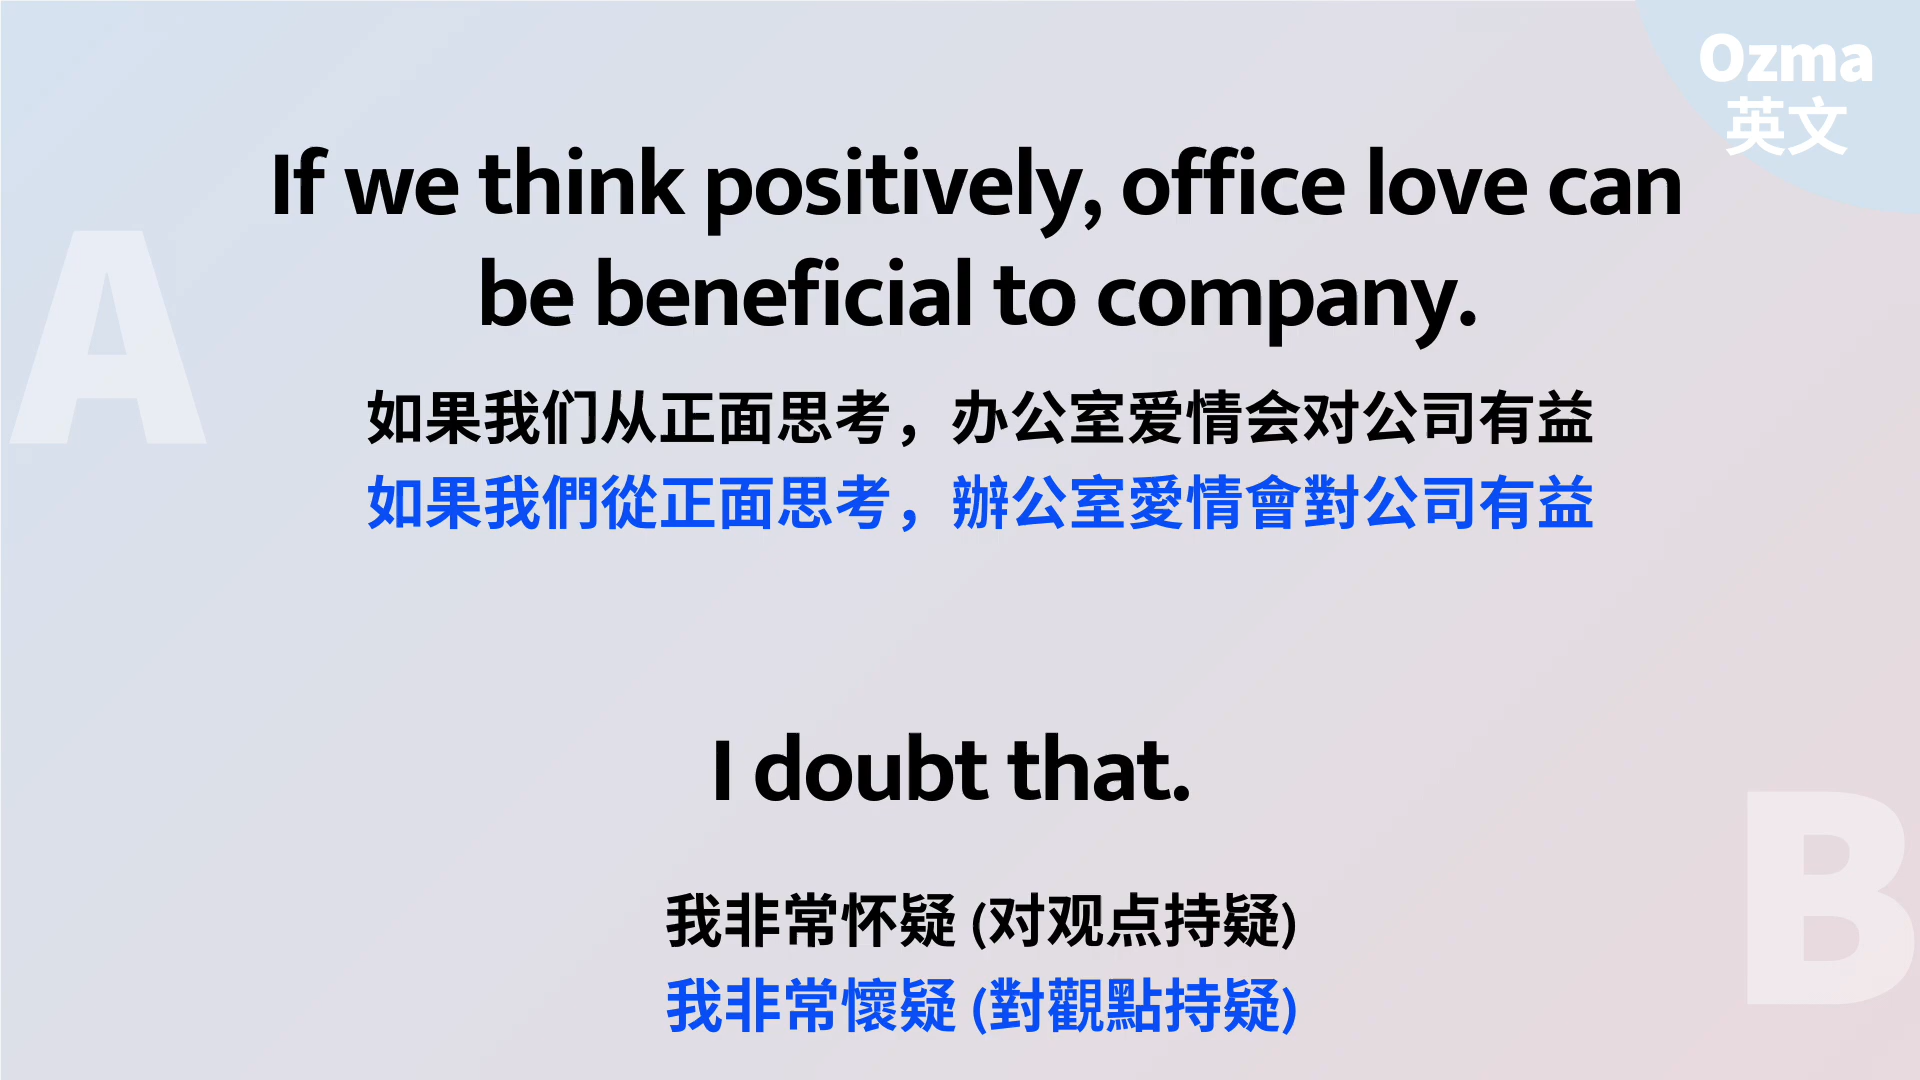 Ozma
英文
A
If we think positively, office love can
be beneficial to company.
如果我们从正面思考，办公室爱情会对公司有益
如果我們從正面思考，辦公室愛情會對公司有益
I doubt that.
B
我非常怀疑 (对观点持疑)
我非常懷疑 (對觀點持疑)